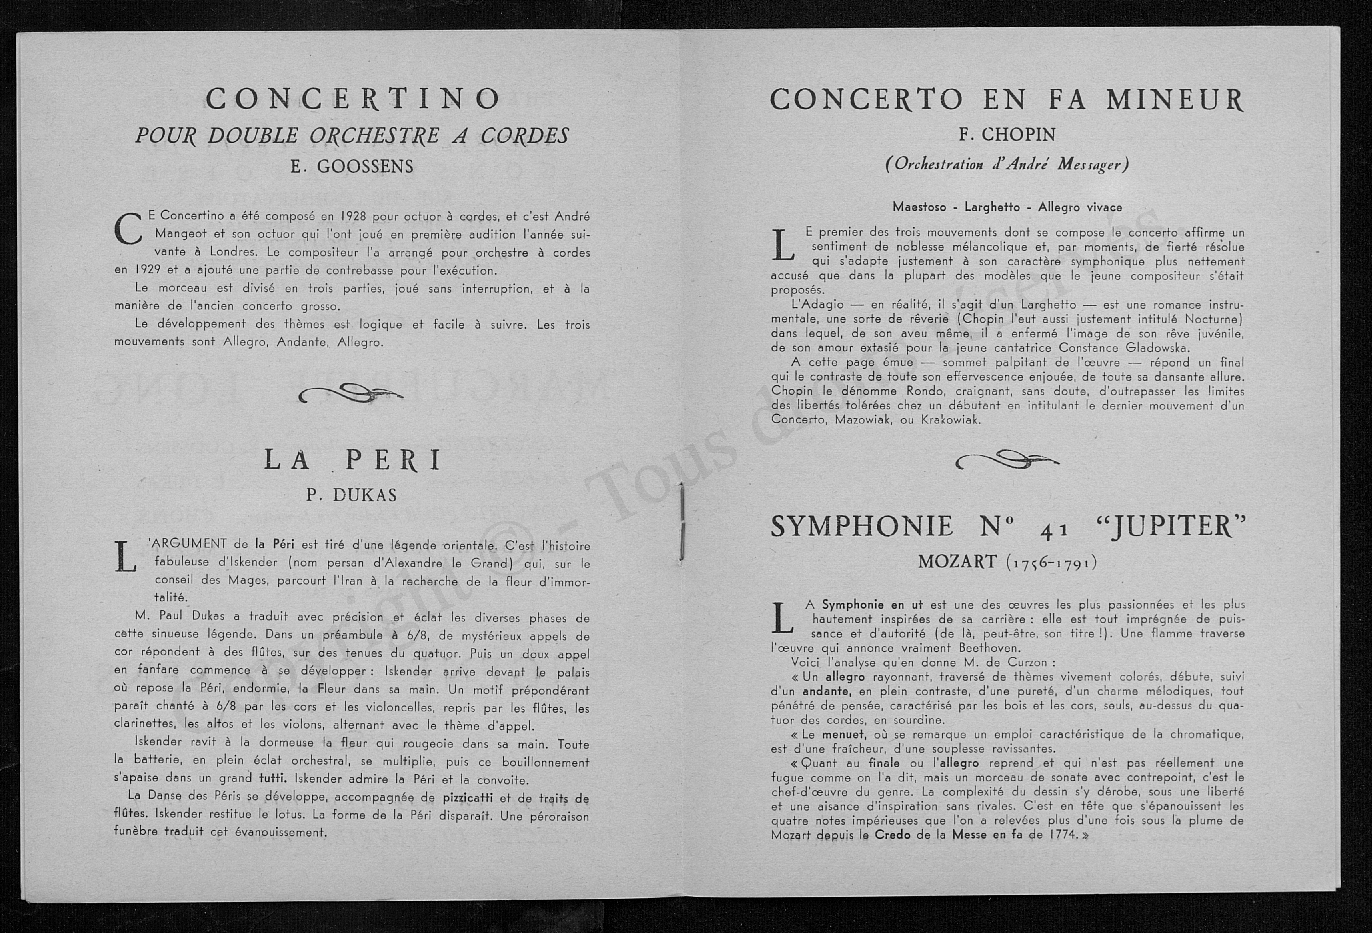 CONCERTINO
POUR DOUBLE ORCHESTRE A CORDES
E. GOOSSENS
CE Concertino a été composé en 1928 pour octuor à cordes, et c'est André
Mangeot et son octuor qui l'ont joué en première audition l'année sui-
vante à Londres. Le compositeur l'a arrangé pour orchestre à cordes
en 1929 et a ajouté une partie de contrebasse pour l'exécution.
Le morceau est divisé en trois parties, joué sans interruption, et à la
manière de l'ancien concerto grosso.
Le développement des thèmes est logique et facile à suivre. Les trois
mouvements sont Allegro, Andante, Allegro.
LA PERI
P. DUKAS
L'ARGUMENT de la Péri est tiré d'une légende orientale. C'est l'histoire
fabuleuse d'Iskender (nom persan d'Alexandre le Grand) qui, sur le
conseil des Mages, parcourt l'Iran à la recherche de la fleur d'immor-
talité.
M. Paul Dukas a traduit avec précision et éclat les diverses phases de
cette sinueuse légende. Dans un préambule à 6/8, de mystérieux appels de
cor répondent à des flûtes, sur des tenues du quatuor. Puis un doux appel
en fanfare commence à se développer : Iskender arrive devant le palais
où repose la Péri, endormie, la Fleur dans sa main. Un motif prépondérant
paraît chanté à 6/8 par les cors et les violoncelles, repris par les flûtes, les
clarinettes, les altos et les violons, alternant avec le thème d'appel.
Iskender ravit à la dormeuse la fleur qui rougeoie dans sa main. Toute
la batterie, en plein éclat orchestral, se multiplie, puis ce bouillonnement
s'apaise dans un grand tutti. Iskender admire la Péri et la convoite.
La Danse des Péris se développe, accompagnée de pizzicatti et de traits de
flûtes. Iskender restitue le lotus. La forme de la Péri disparaît. Une péroraison
funèbre traduit cet évanouissement.
CONCERTO EN FA MINEUR
F. CHOPIN
(Orchestration d'André Messager)
Maestoso - Larghetto - Allegro vivace
LE premier des trois mouvements dont se compose le concerto affirme un
sentiment de noblesse mélancolique et, par moments, de fierté résolue
qui s'adapte justement à son caractère symphonique plus nettement
accusé que dans la plupart des modèles que le jeune compositeur s'était
proposés.
L'Adagio — en réalité, il s'agit d'un Larghetto — est une romance instru-
mentale, une sorte de rêverie (Chopin l'eut aussi justement intitulé Nocturne)
dans lequel, de son aveu même, il a enfermé l'image de son rêve juvénile,
de son amour extasié pour la jeune cantatrice Constance Gladowska.
A cette page émue — sommet palpitant de l'œuvre — répond un final
qui le contraste de toute son effervescence enjouée, de toute sa dansante allure.
Chopin le dénomme Rondo, craignant, sans doute, d'outrepasser les limites
des libertés tolérées chez un débutant en intitulant le dernier mouvement d'un
Concerto, Mazowiak, ou Krakowiak.
SYMPHONIE Nº 41 “JUPITER”
MOZART (1756-1791)
LA Symphonie en ut est une des œuvres les plus passionnées et les plus
hautement inspirées de sa carrière : elle est tout imprégnée de puis-
sance et d'autorité (de là, peut-être, son titre !). Une flamme traverse
l'œuvre qui annonce vraiment Beethoven.
Voici l'analyse qu'en donne M. de Curzon :
« Un allegro rayonnant, traversé de thèmes vivement colorés, débute, suivi
d'un andante, en plein contraste, d'une pureté, d'un charme mélodiques, tout
pénétré de pensée, caractérisé par les bois et les cors, seuls, au-dessus du qua-
tuor des cordes, en sourdine.
« Le menuet, où se remarque un emploi caractéristique de la chromatique,
est d'une fraîcheur, d'une souplesse ravissantes.
« Quant au finale ou l'allegro reprend et qui n'est pas réellement une
fugue comme on l'a dit, mais un morceau de sonate avec contrepoint, c'est le
chef-d'œuvre du genre. La complexité du dessin s'y dérobe, sous une liberté
et une aisance d'inspiration sans rivales. C'est en tête que s'épanouissent les
quatre notes impérieuses que l'on a relevées plus d'une fois sous la plume de
Mozart depuis le Credo de la Messe en fa de 1774. »